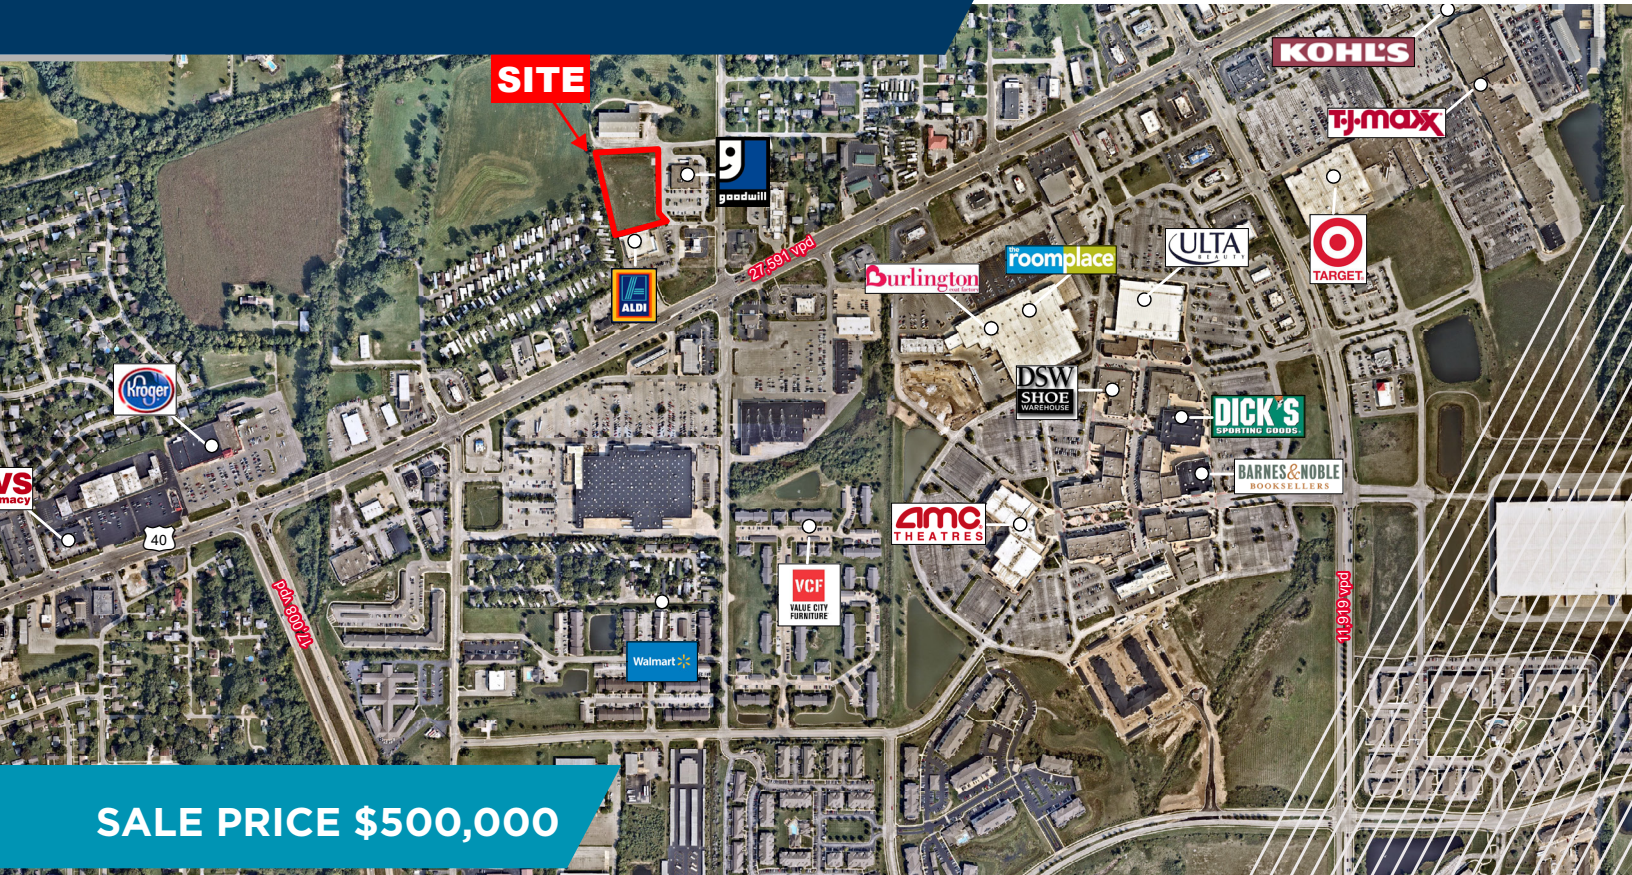 KOHL'S
SITE
T·J·maxx
goodwill
27,591 vpd
ULTA
BEAUTY
the
roomplace
Burlington
TARGET
ALDI
Kroger
DSW
SHOE
WAREHOUSE
DICK'S
SPORTING GOODS
BARNES&NOBLE
BOOKSELLERS
VS
macy
amc
THEATRES
40
VCF
VALUE CITY
FURNITURE
17,008 vpd
11,919 vpd
Walmart
SALE PRICE $500,000